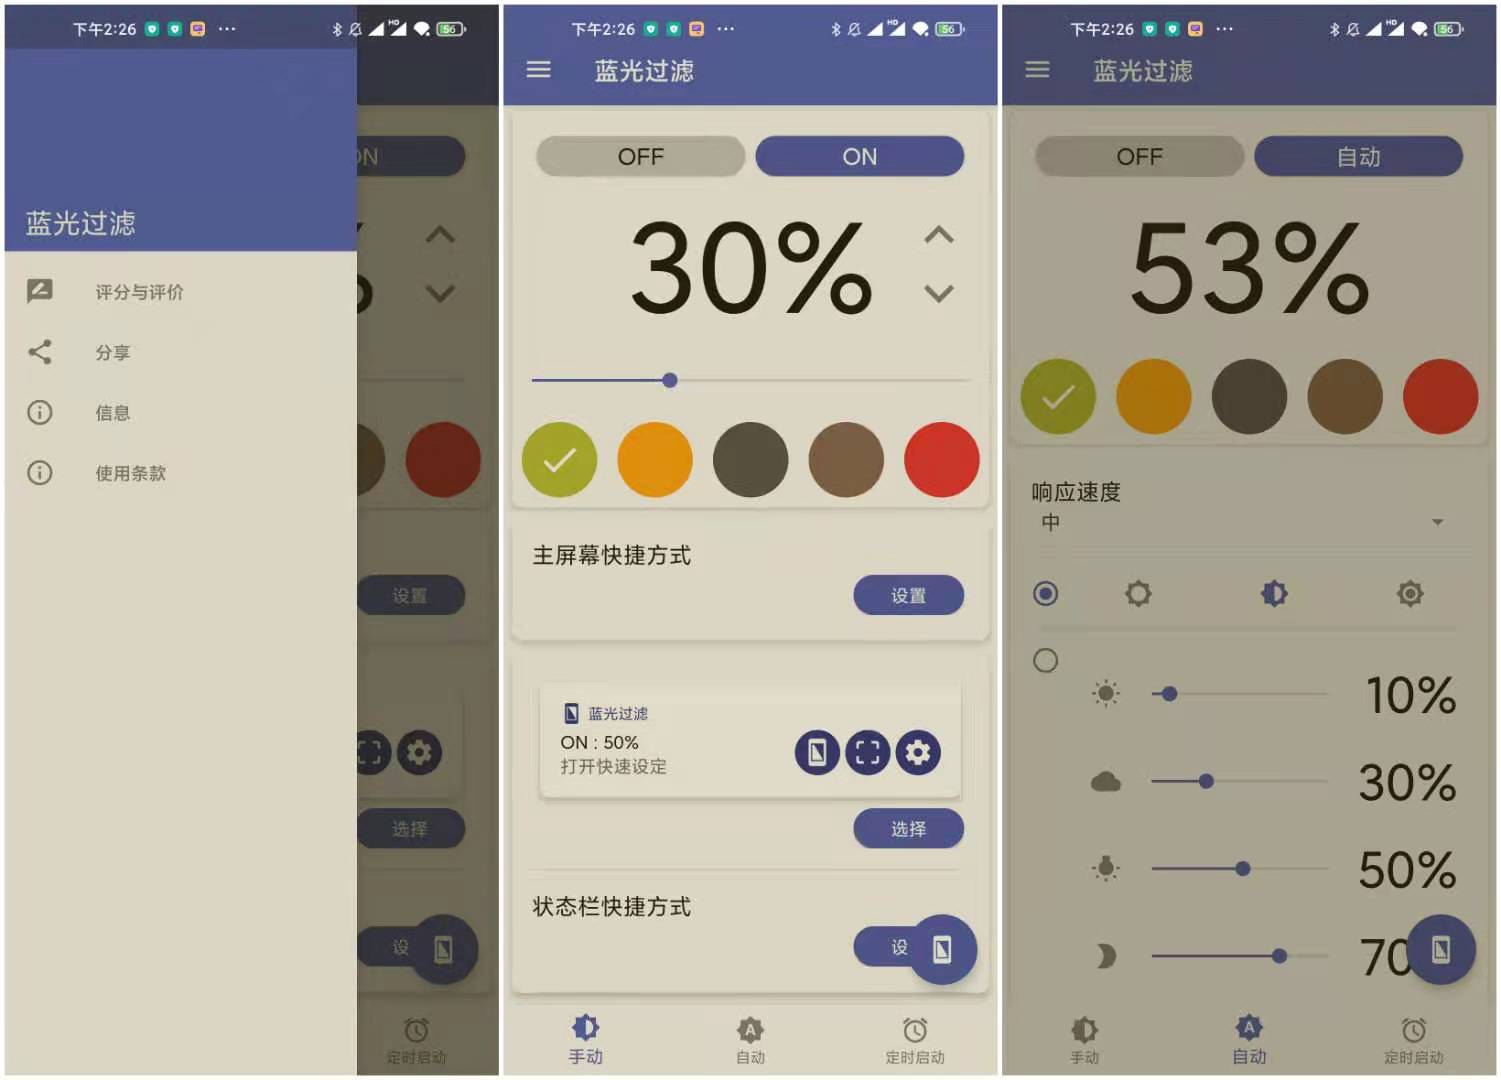 下午2:26
HD
56
蓝光过滤
评分与评价
分享
信息
使用条款
ON
设置
选择
设
定时启动
下午2:26
HD
56
蓝光过滤
OFF
ON
30%
主屏幕快捷方式
设置
蓝光过滤
ON : 50%
打开快速设定
选择
状态栏快捷方式
设
手动
A
自动
定时启动
下午2:26
HD
56
蓝光过滤
OFF
自动
53%
响应速度
中
10%
30%
50%
70
手动
A
自动
定时启动